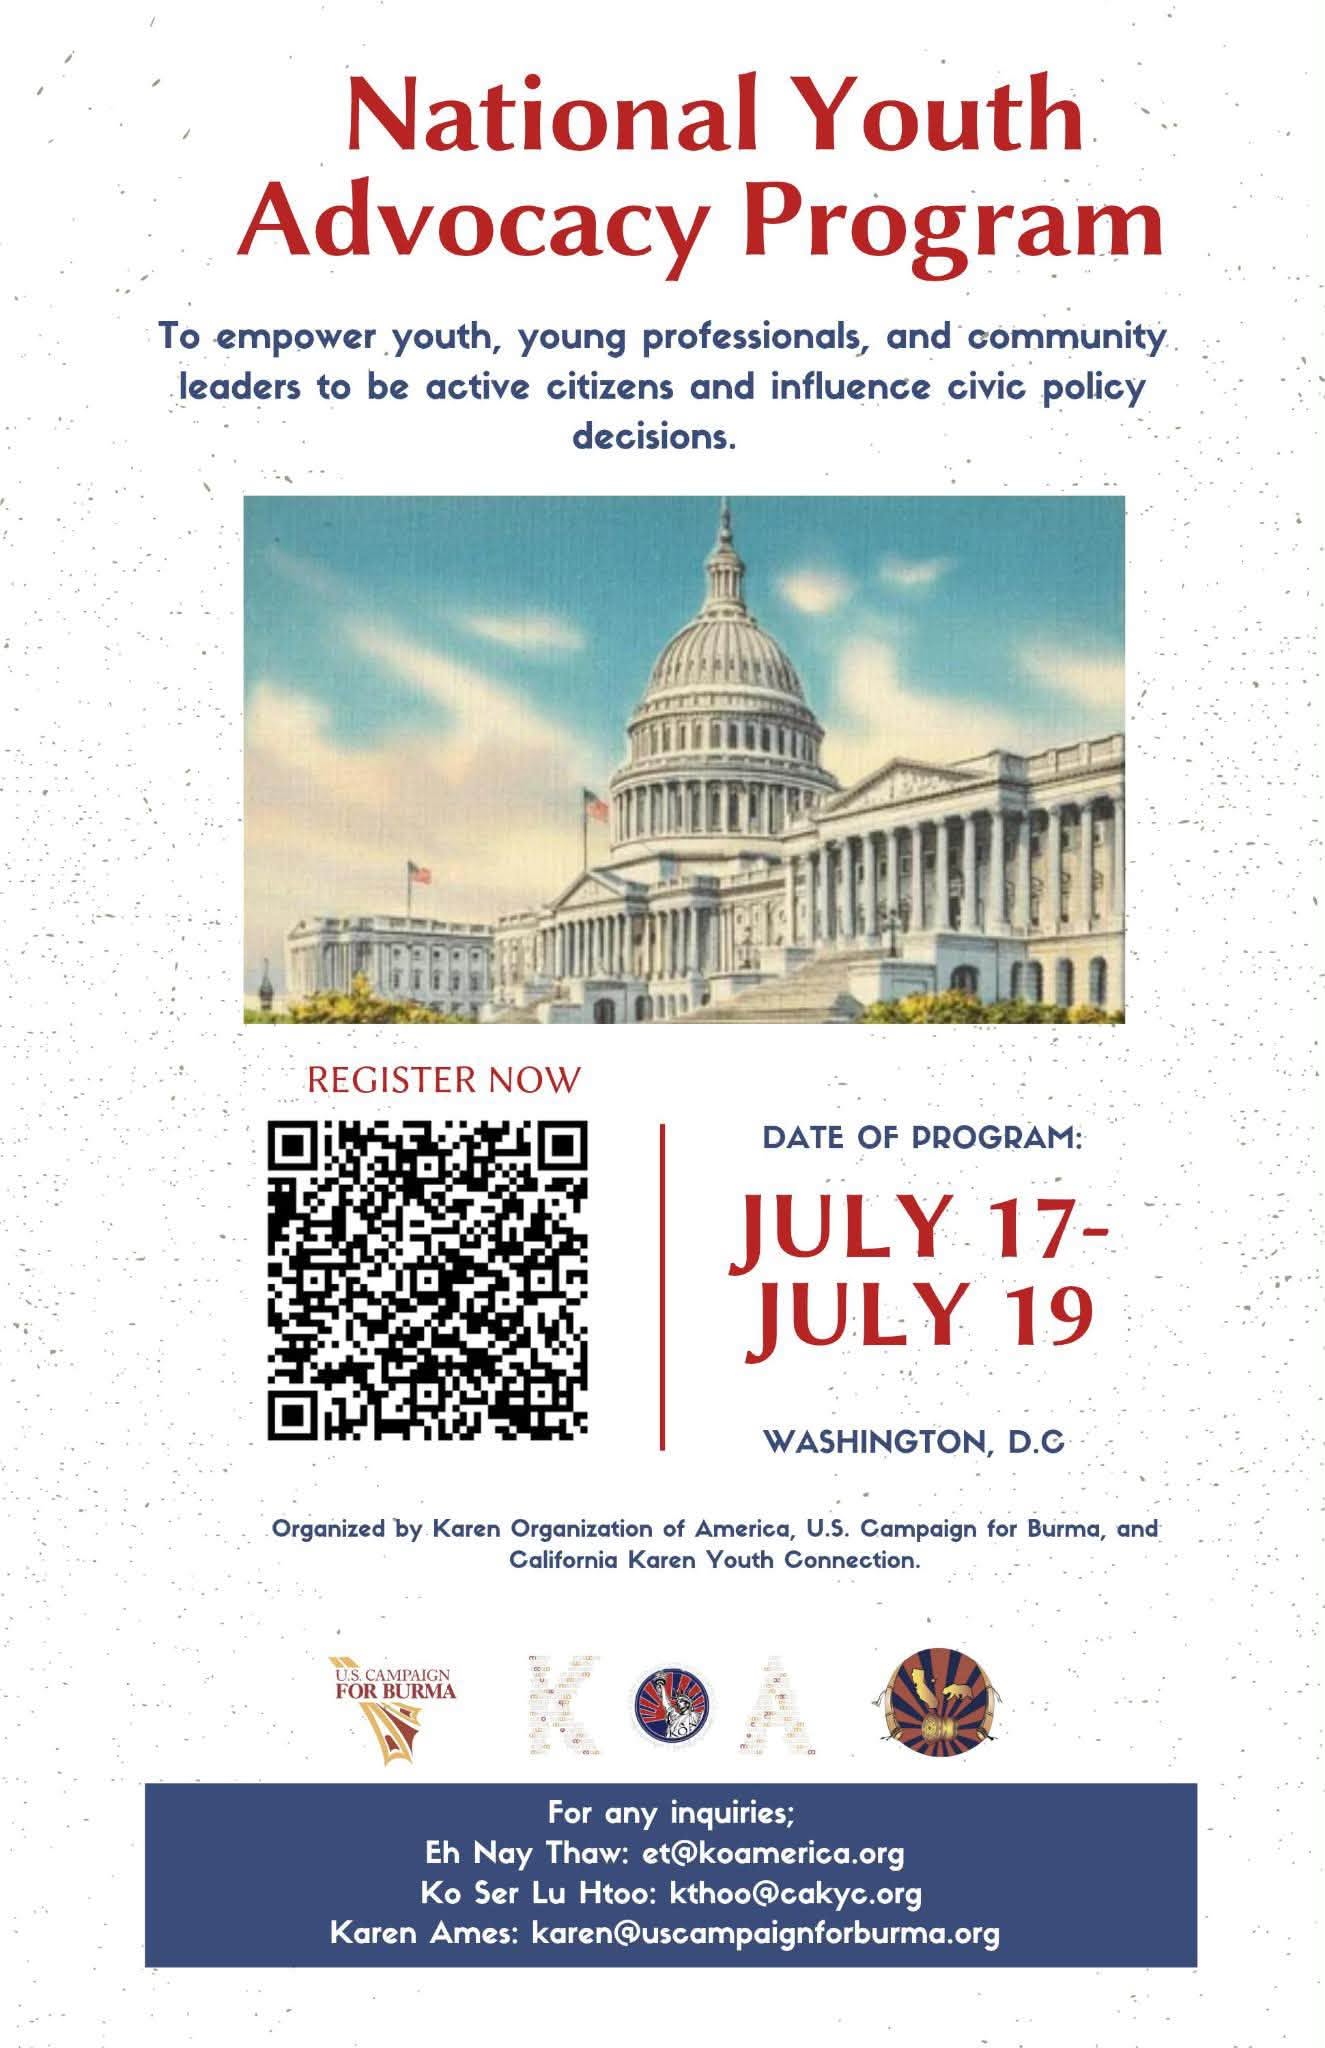 National Youth
Advocacy Program
To empower youth, young professionals, and community
leaders to be active citizens and influence civic policy
decisions.
REGISTER NOW
DATE OF PROGRAM:
JULY 17-
JULY 19
WASHINGTON, D.C
Organized by Karen Organization of America, U.S. Campaign for Burma, and
California Karen Youth Connection.
U.S. CAMPAIGN
FOR BURMA
K O A
KOA
For any inquiries;
Eh Nay Thaw: et@koamerica.org
Ko Ser Lu Htoo: kthoo@cakyc.org
Karen Ames: karen@uscampaignforburma.org